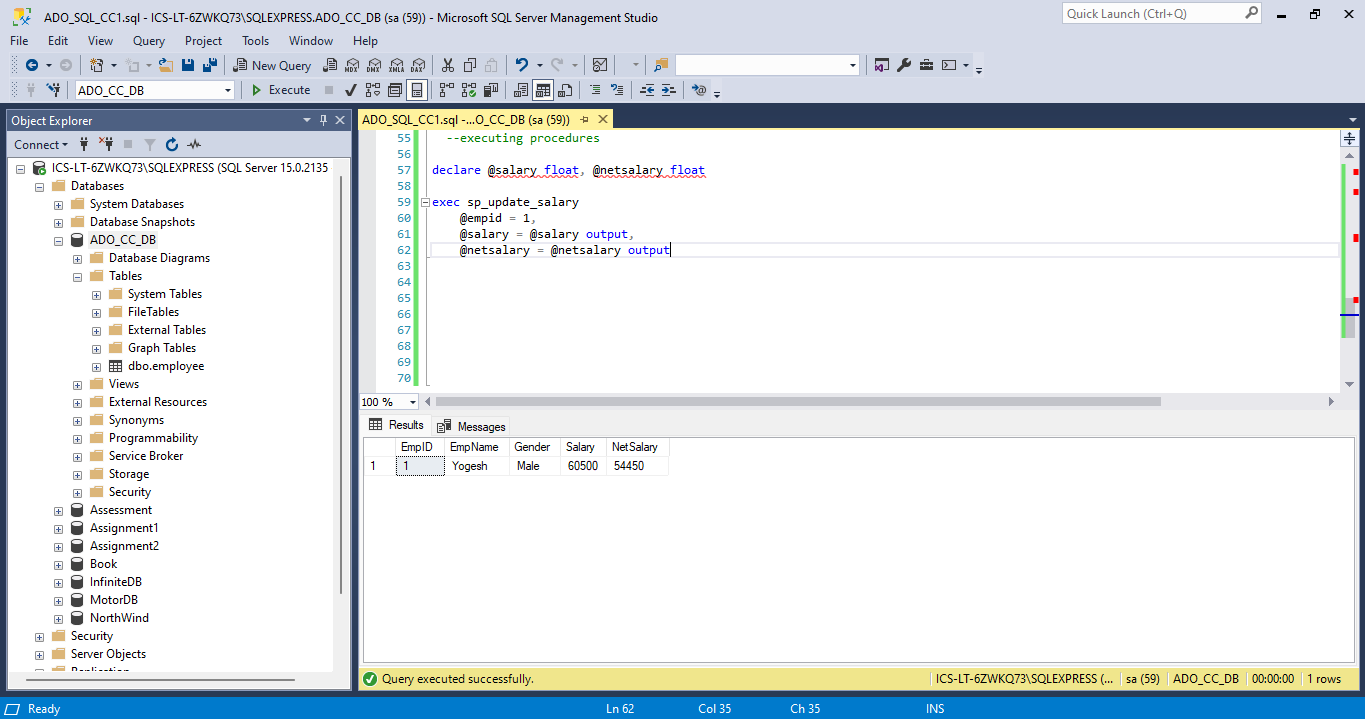 ADO_SQL_CC1.sql - ICS-LT-6ZWKQ73\SQLEXPRESS.ADO_CC_DB (sa (59)) - Microsoft SQL Server Management Studio
Quick Launch (Ctrl+Q)
File Edit View Query Project Tools Window Help
New Query MDX DMX XMLA DAX
ADO_CC_DB Execute
Object Explorer
Connect
ICS-LT-6ZWKQ73\SQLEXPRESS (SQL Server 15.0.2135
Databases
System Databases
Database Snapshots
ADO_CC_DB
Database Diagrams
Tables
System Tables
FileTables
External Tables
Graph Tables
dbo.employee
Views
External Resources
Synonyms
Programmability
Service Broker
Storage
Security
Assessment
Assignment1
Assignment2
Book
InfiniteDB
MotorDB
NorthWind
Security
Server Objects
Replication
ADO_SQL_CC1.sql -...O_CC_DB (sa (59))
55 --executing procedures
56
57 declare @salary float, @netsalary float
58
59 exec sp_update_salary
60 @empid = 1,
61 @salary = @salary output,
62 @netsalary = @netsalary output
63
64
65
66
67
68
69
70
100 %
Results Messages
EmpID EmpName Gender Salary NetSalary
1 1 Yogesh Male 60500 54450
Query executed successfully. ICS-LT-6ZWKQ73\SQLEXPRESS (... sa (59) ADO_CC_DB 00:00:00 1 rows
Ready Ln 62 Col 35 Ch 35 INS